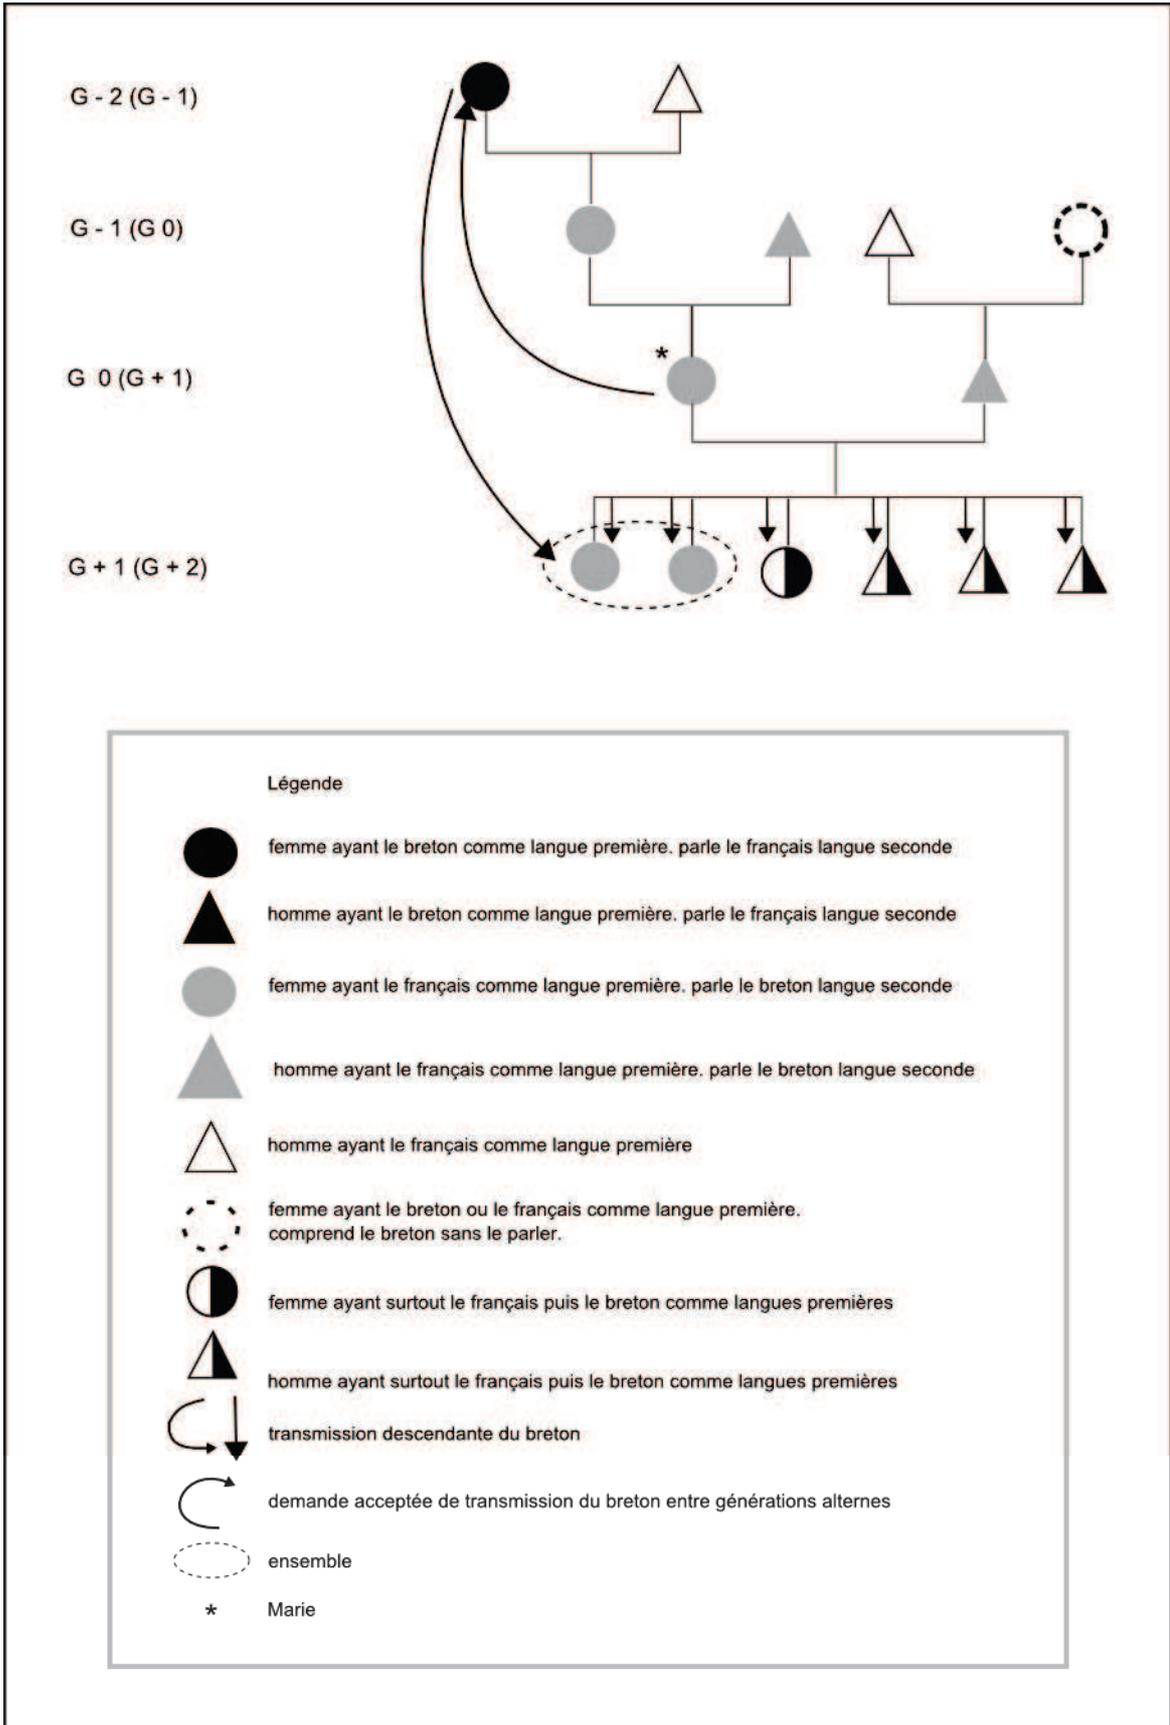 G - 2 (G - 1)
G - 1 (G 0)
*
G 0 (G + 1)
G + 1 (G + 2)
Légende
femme ayant le breton comme langue première. parle le français langue seconde
homme ayant le breton comme langue première. parle le français langue seconde
femme ayant le français comme langue première. parle le breton langue seconde
homme ayant le français comme langue première. parle le breton langue seconde
homme ayant le français comme langue première
femme ayant le breton ou le français comme langue première.
comprend le breton sans le parler.
femme ayant surtout le français puis le breton comme langues premières
homme ayant surtout le français puis le breton comme langues premières
transmission descendante du breton
demande acceptée de transmission du breton entre générations alternes
ensemble
* Marie